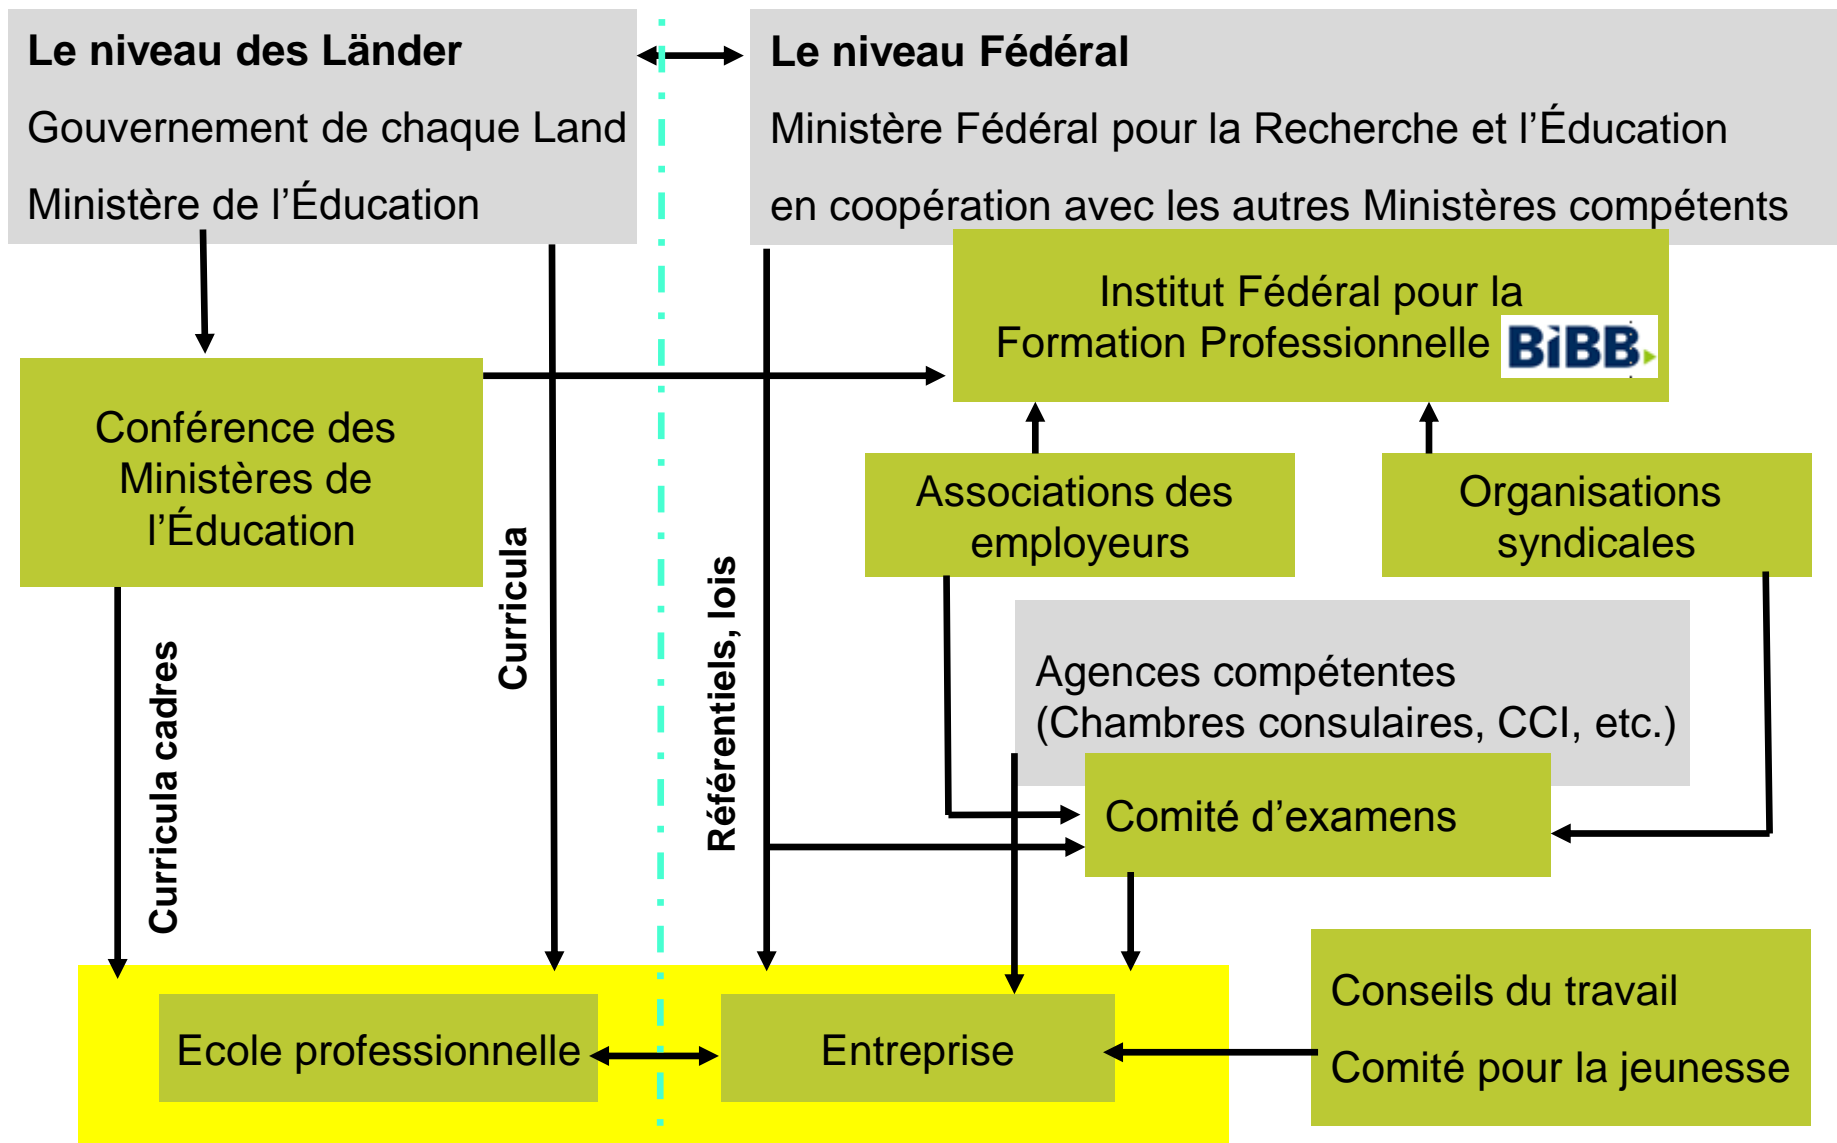 Le niveau des Länder
Gouvernement de chaque Land
Ministère de l’Éducation
Le niveau Fédéral
Ministère Fédéral pour la Recherche et l’Éducation
en coopération avec les autres Ministères compétents
Institut Fédéral pour la
Formation Professionnelle
BiBB
Conférence des
Ministères de
l’Éducation
Associations des
employeurs
Organisations
syndicales
Curricula cadres
Curricula
Référentiels, lois
Agences compétentes
(Chambres consulaires, CCI, etc.)
Comité d’examens
Ecole professionnelle
Entreprise
Conseils du travail
Comité pour la jeunesse